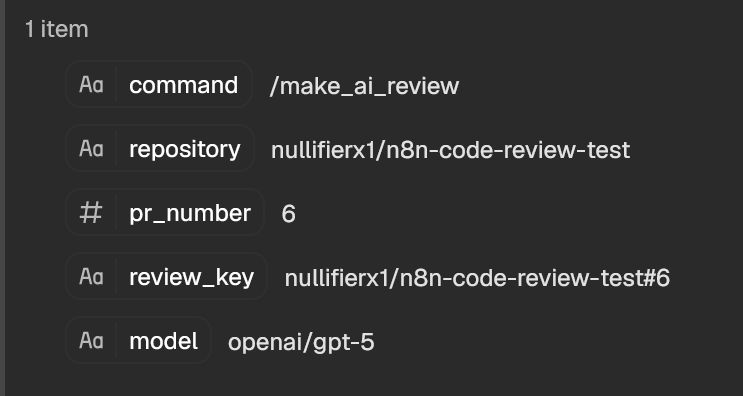 1 item
Aa command /make_ai_review
Aa repository nullifierx1/n8n-code-review-test
# pr_number 6
Aa review_key nullifierx1/n8n-code-review-test#6
Aa model openai/gpt-5